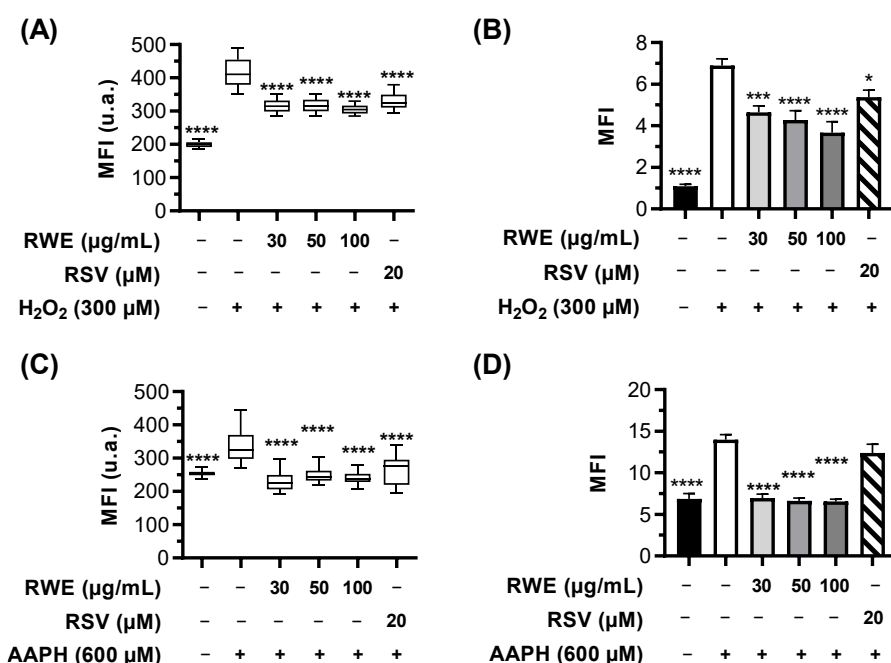 (A)
500
400
300
200
100
0
MFI (u.a.)
****
****
****
****
****
RWE (µg/mL) – – 30 50 100 –
RSV (µM) – – – – – 20
H₂O₂ (300 µM) – + + + + +
(B)
8
6
4
2
0
MFI
****
***
****
****
*
RWE (µg/mL) – – 30 50 100 –
RSV (µM) – – – – – 20
H₂O₂ (300 µM) – + + + + +
(C)
500
400
300
200
100
0
MFI (u.a.)
****
****
****
****
****
RWE (µg/mL) – – 30 50 100 –
RSV (µM) – – – – – 20
AAPH (600 µM) – + + + + +
(D)
20
15
10
5
0
MFI
****
****
****
****
RWE (µg/mL) – – 30 50 100 –
RSV (µM) – – – – – 20
AAPH (600 µM) – + + + + +